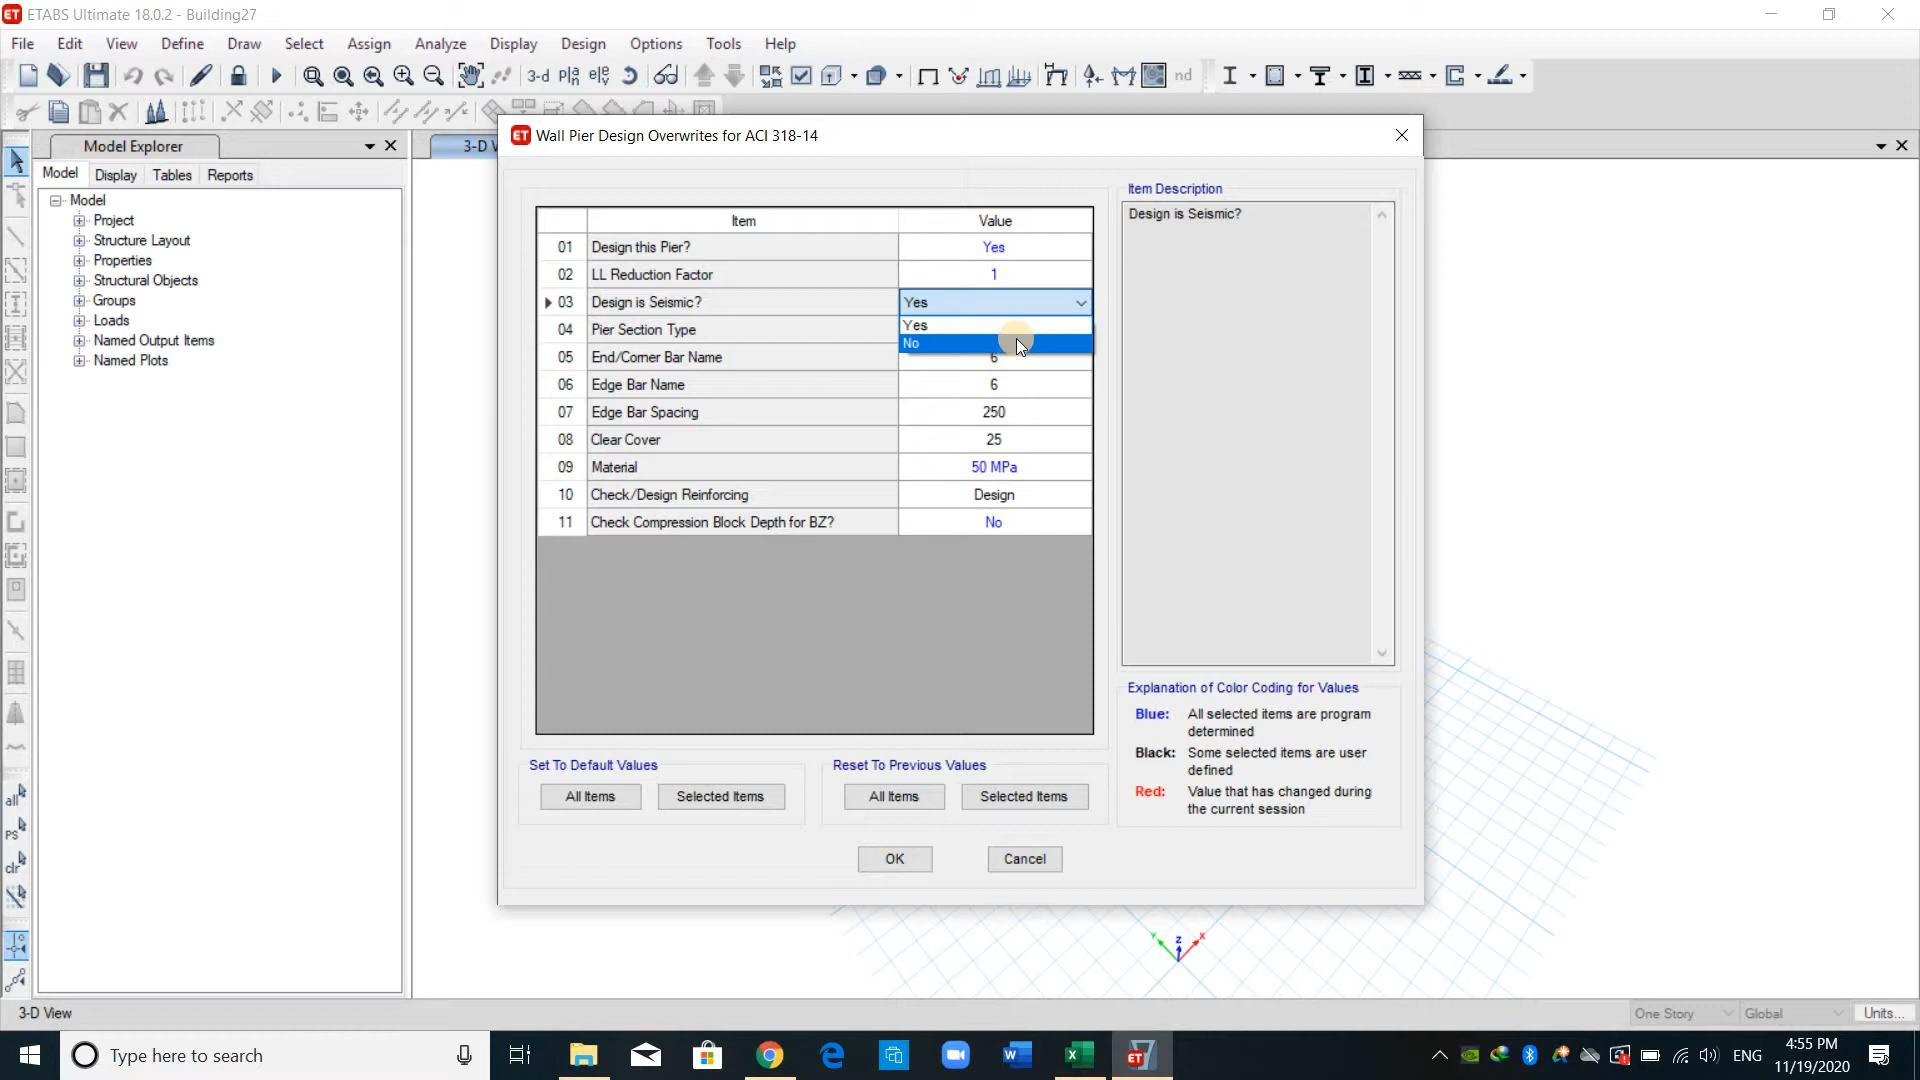 ETABS Ultimate 18.0.2 - Building27
File Edit View Define Draw Select Assign Analyze Display Design Options Tools Help
3-d pla ele nd
Model Explorer
3-D V
Wall Pier Design Overwrites for ACI 318-14
Model Display Tables Reports
Model
Project
Structure Layout
Properties
Structural Objects
Groups
Loads
Named Output Items
Named Plots
Item Value
01 Design this Pier? Yes
02 LL Reduction Factor 1
03 Design is Seismic? Yes
Yes
No
04 Pier Section Type
05 End/Corner Bar Name 6
06 Edge Bar Name 6
07 Edge Bar Spacing 250
08 Clear Cover 25
09 Material 50 MPa
10 Check/Design Reinforcing Design
11 Check Compression Block Depth for BZ? No
Item Description
Design is Seismic?
Explanation of Color Coding for Values
Blue: All selected items are program
determined
Black: Some selected items are user
defined
Red: Value that has changed during
the current session
Set To Default Values
All Items Selected Items
Reset To Previous Values
All Items Selected Items
OK Cancel
all
PS
clr
Y Z X
3-D View
One Story Global Units...
Type here to search
ENG
4:55 PM
11/19/2020